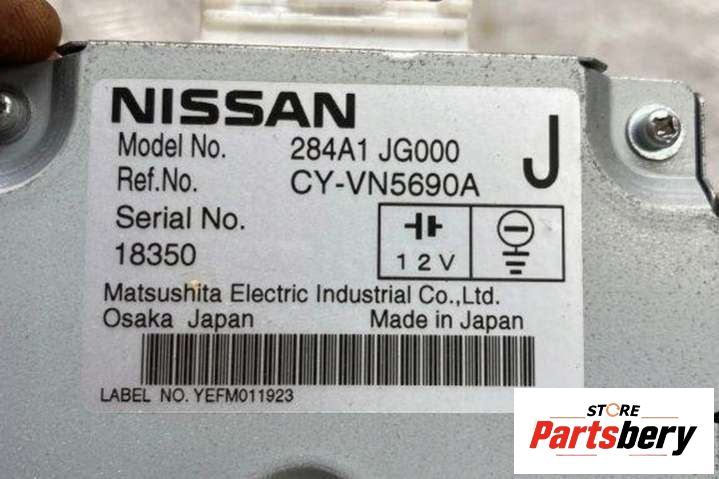 NISSAN
Model No. 284A1 JG000
Ref.No. CY-VN5690A
J
Serial No.
18350
12V
Matsushita Electric Industrial Co.,Ltd.
Osaka Japan Made in Japan
LABEL NO. YEFM011923
STORE
Partsbery